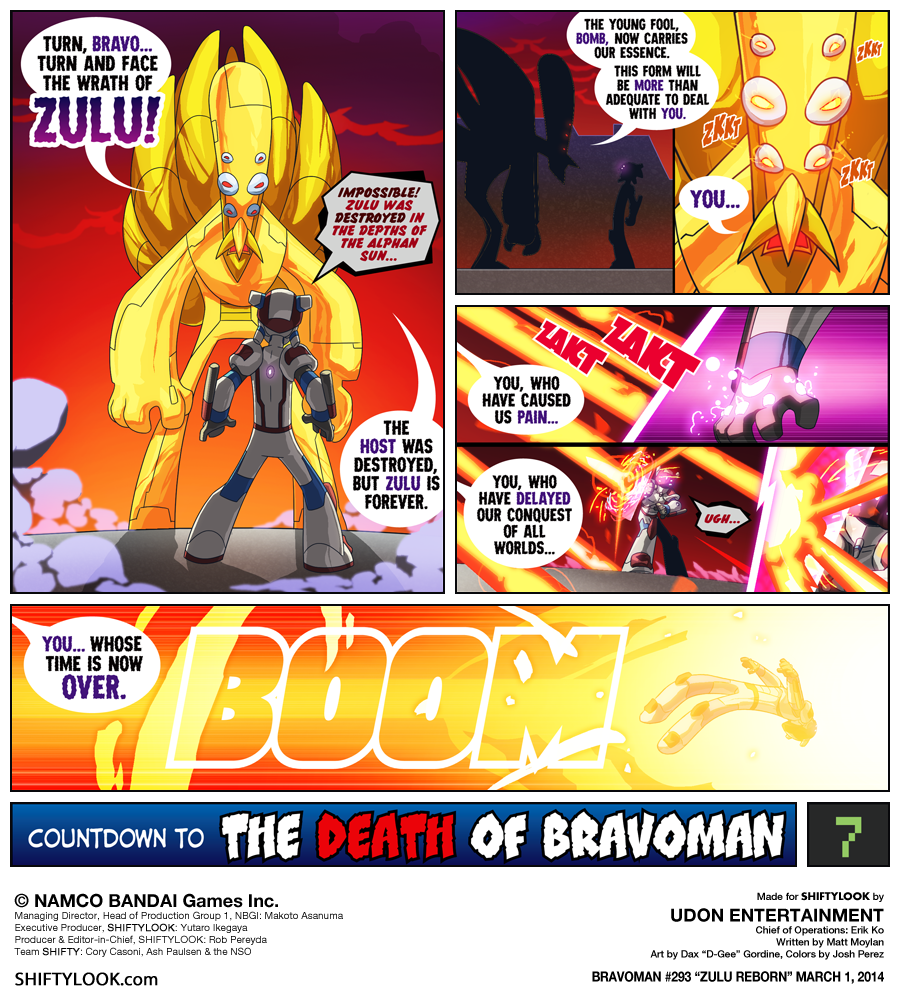 TURN, BRAVO...
TURN AND FACE
THE WRATH OF
ZULU!
IMPOSSIBLE!
ZULU WAS
DESTROYED IN
THE DEPTHS OF
THE ALPHAN
SUN...
THE
HOST WAS
DESTROYED,
BUT ZULU IS
FOREVER.
THE YOUNG FOOL,
BOMB, NOW CARRIES
OUR ESSENCE.
THIS FORM WILL
BE MORE THAN
ADEQUATE TO DEAL
WITH YOU.
ZKKT
ZKKT
ZKKT
YOU...
ZAKT
ZAKT
YOU, WHO
HAVE CAUSED
US PAIN...
YOU, WHO
HAVE DELAYED
OUR CONQUEST
OF ALL
WORLDS...
UGH...
YOU... WHOSE
TIME IS NOW
OVER.
BOOM
COUNTDOWN TO THE DEATH OF BRAVOMAN
7
© NAMCO BANDAI Games Inc.
Managing Director, Head of Production Group 1, NBGI: Makoto Asanuma
Executive Producer, SHIFTYLOOK: Yutaro Ikegaya
Producer & Editor-in-Chief, SHIFTYLOOK: Rob Pereyda
Team SHIFTY: Cory Casoni, Ash Paulsen & the NSO
SHIFTYLOOK.com
Made for SHIFTYLOOK by
UDON ENTERTAINMENT
Chief of Operations: Erik Ko
Written by Matt Moylan
Art by Dax “D-Gee” Gordine, Colors by Josh Perez
BRAVOMAN #293 “ZULU REBORN” MARCH 1, 2014